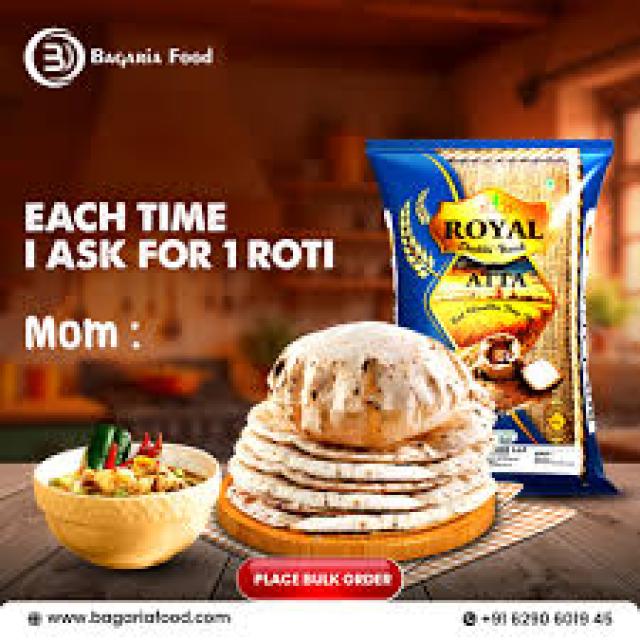 BAGARIA FOOD
EACH TIME
I ASK FOR 1 ROTI
Mom :
ROYAL
ATTA
PLACE BULK ORDER
www.bagariafood.com
+91 6290 6019 45